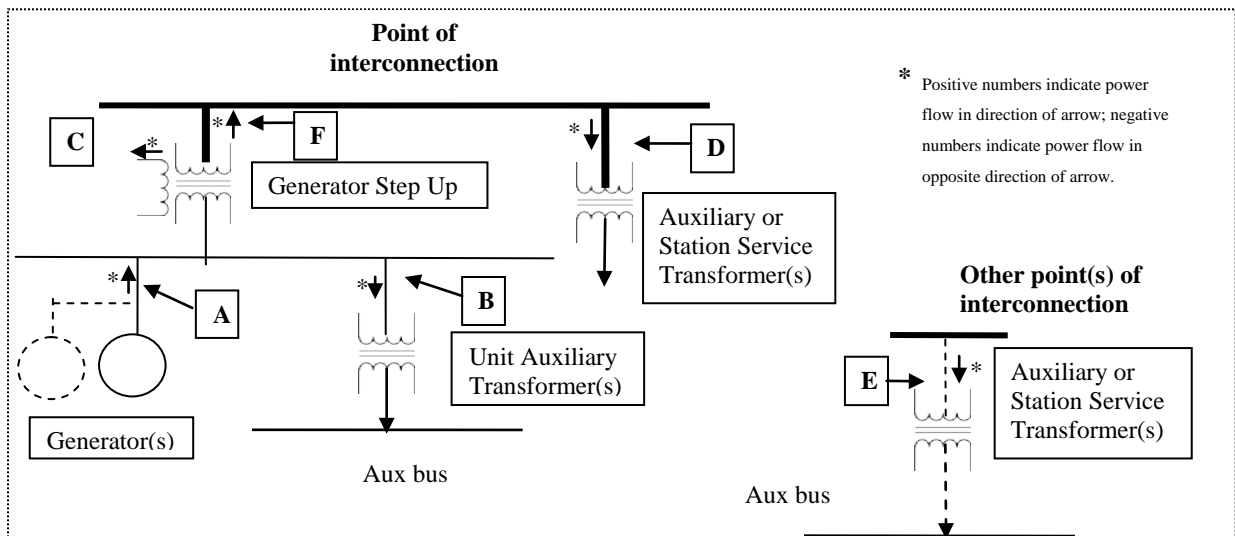 Point of
interconnection
* Positive numbers indicate power
flow in direction of arrow; negative
numbers indicate power flow in
opposite direction of arrow.
C
*
*
F
*
D
Generator Step Up
Auxiliary or
Station Service
Transformer(s)
*
A
*
B
Other point(s) of
interconnection
Unit Auxiliary
Transformer(s)
E
*
Auxiliary or
Station Service
Transformer(s)
Generator(s)
Aux bus
Aux bus